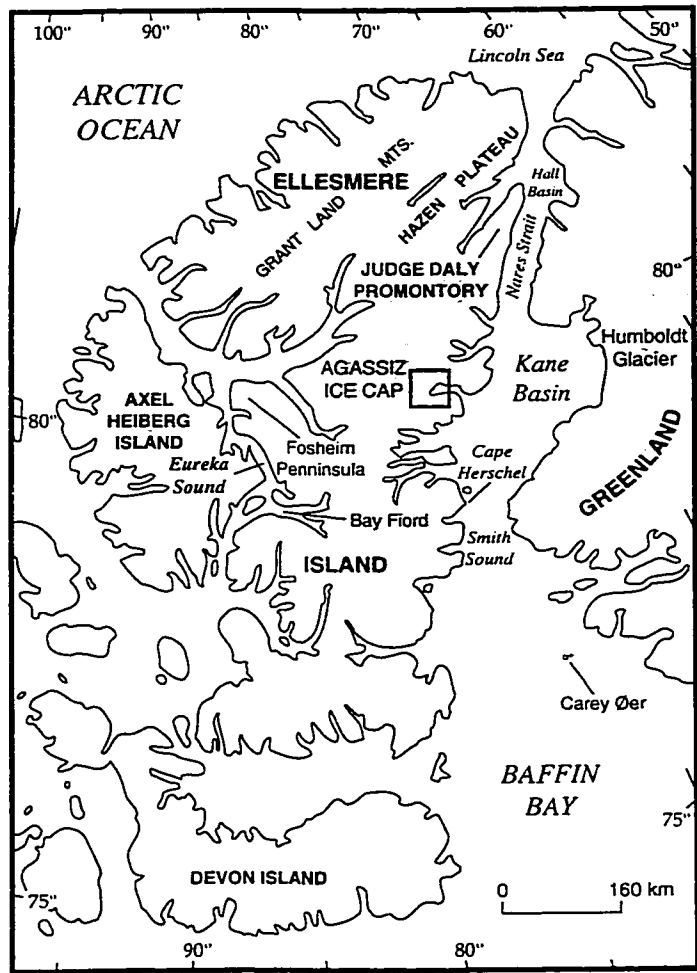 100" 90" 80" 70" 60" 50"
Lincoln Sea
ARCTIC
OCEAN
MTS.
PLATEAU
Hall
Basin
ELLESMERE
GRANT LAND
HAZEN
Nares Strait
JUDGE DALY
PROMONTORY
80"
Humboldt
Glacier
AGASSIZ
ICE CAP
Kane
Basin
AXEL
HEIBERG
ISLAND
80"
Fosheim
Penninsula
Eureka
Sound
Cape
Herschel
GREENLAND
Bay Fiord
Smith
Sound
ISLAND
Carey Øer
BAFFIN
BAY
75"
DEVON ISLAND
0 160 km
75"
90" 80"